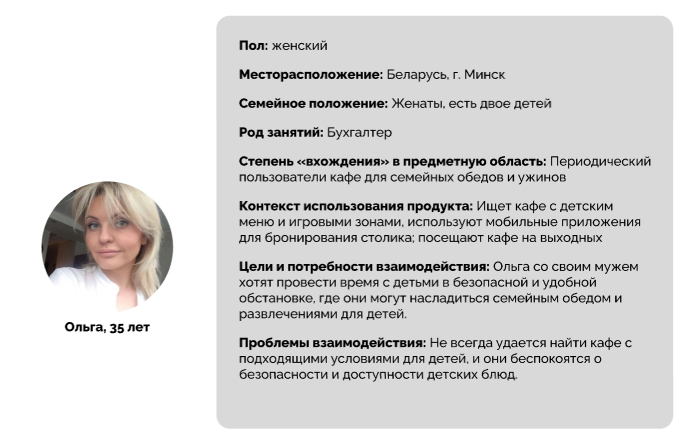 Пол: женский
Месторасположение: Беларусь, г. Минск
Семейное положение: Женаты, есть двое детей
Род занятий: Бухгалтер
Степень «вхождения» в предметную область: Периодический
пользователи кафе для семейных обедов и ужинов
Контекст использования продукта: Ищет кафе с детским
меню и игровыми зонами, используют мобильные приложения
для бронирования столика; посещают кафе на выходных
Цели и потребности взаимодействия: Ольга со своим мужем
хотят провести время с детьми в безопасной и удобной
обстановке, где они могут насладиться семейным обедом и
развлечениями для детей.
Проблемы взаимодействия: Не всегда удается найти кафе с
подходящими условиями для детей, и они беспокоятся о
безопасности и доступности детских блюд.
Ольга, 35 лет